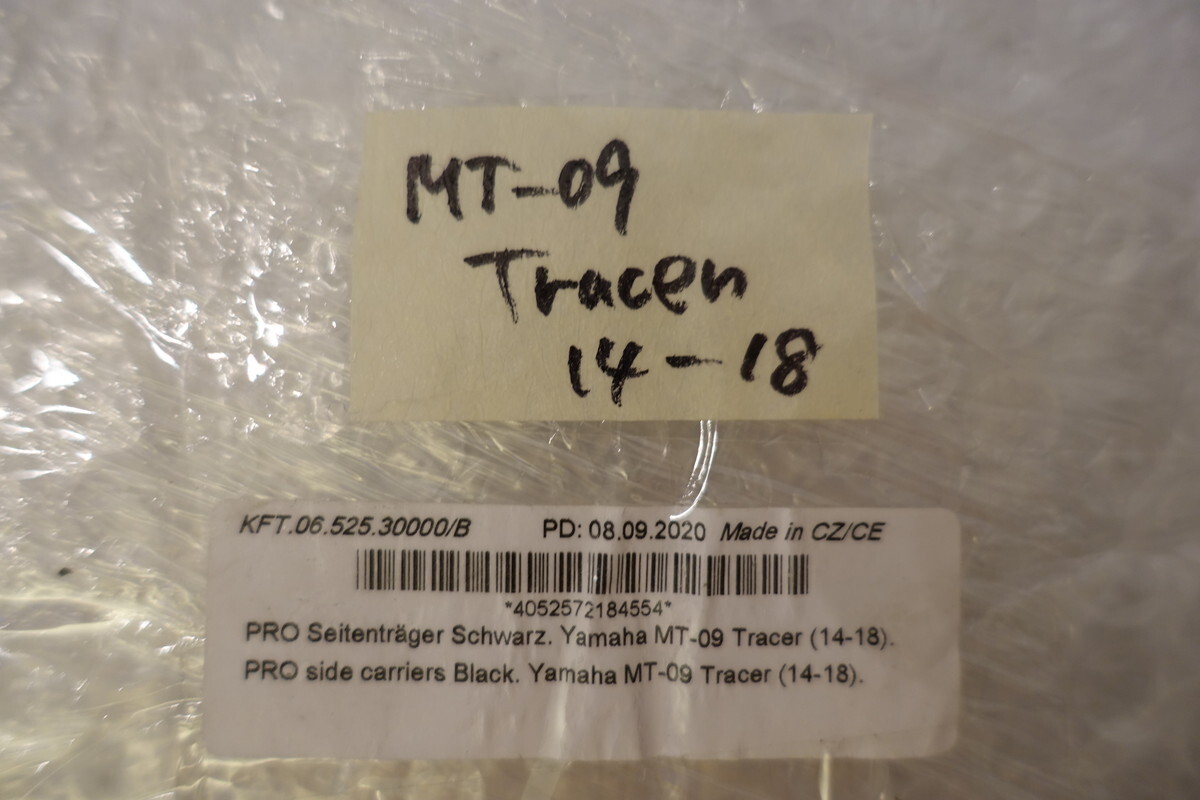 MT-09
Tracer
14-18
KFT.06.525.30000/B PD: 08.09.2020 Made in CZ/CE
*4052572184554*
PRO Seitenträger Schwarz. Yamaha MT-09 Tracer (14-18).
PRO side carriers Black. Yamaha MT-09 Tracer (14-18).